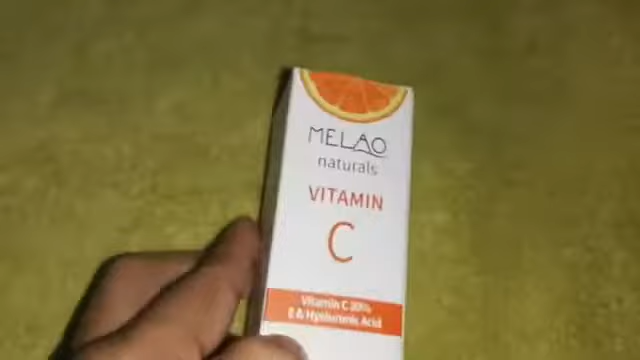 MELAO
naturals
VITAMIN
C
Vitamin C 20%
E & Hyaluronic Acid